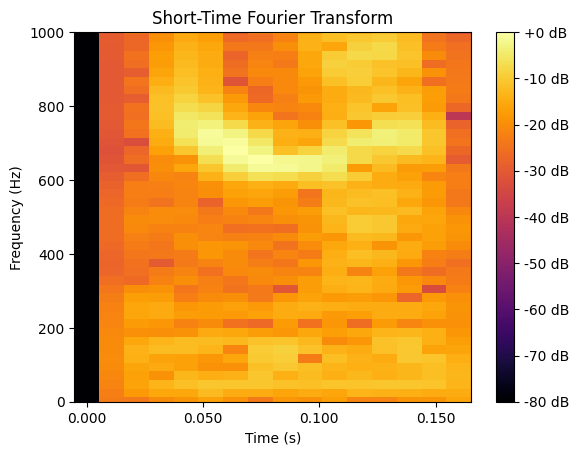 Short-Time Fourier Transform
1000
800
600
400
200
0
Frequency (Hz)
0.000
0.050
0.100
0.150
Time (s)
+0 dB
-10 dB
-20 dB
-30 dB
-40 dB
-50 dB
-60 dB
-70 dB
-80 dB